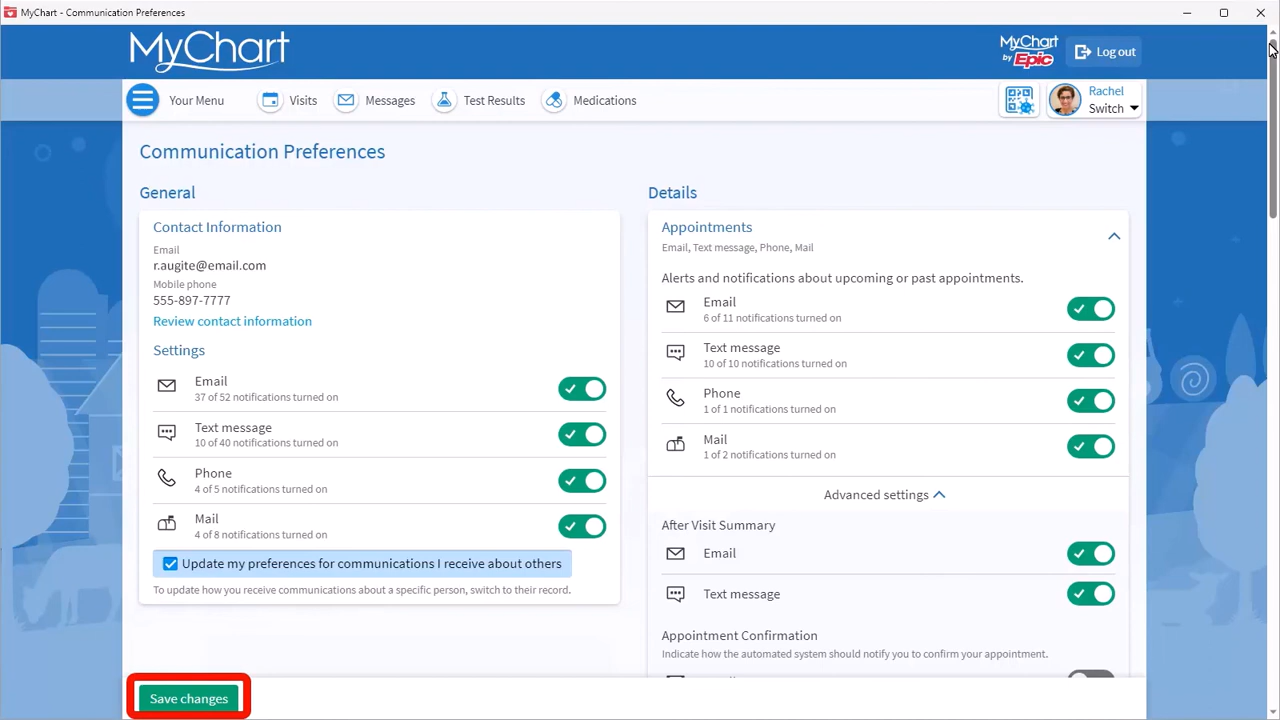 MyChart - Communication Preferences
MyChart
MyChart
by Epic
Log out
Your Menu
Visits
Messages
Test Results
Medications
Rachel
Switch
Communication Preferences
General
Contact Information
Email
r.augite@email.com
Mobile phone
555-897-7777
Review contact information
Settings
Email
37 of 52 notifications turned on
Text message
10 of 40 notifications turned on
Phone
4 of 5 notifications turned on
Mail
4 of 8 notifications turned on
Update my preferences for communications I receive about others
To update how you receive communications about a specific person, switch to their record.
Details
Appointments
Email, Text message, Phone, Mail
Alerts and notifications about upcoming or past appointments.
Email
6 of 11 notifications turned on
Text message
10 of 10 notifications turned on
Phone
1 of 1 notifications turned on
Mail
1 of 2 notifications turned on
Advanced settings
After Visit Summary
Email
Text message
Appointment Confirmation
Indicate how the automated system should notify you to confirm your appointment.
Save changes